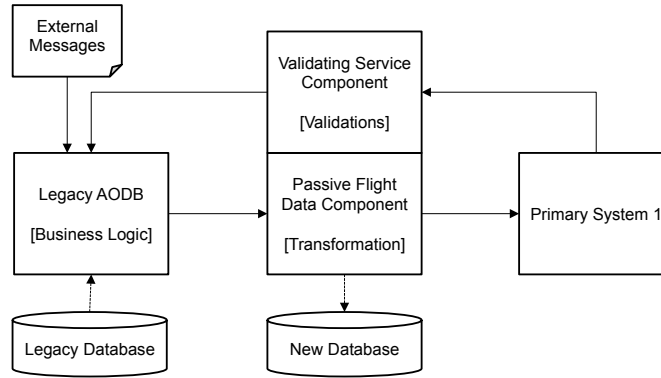 External
Messages
Validating Service
Component
[Validations]
Legacy AODB
[Business Logic]
Passive Flight
Data Component
[Transformation]
Primary System 1
Legacy Database
New Database